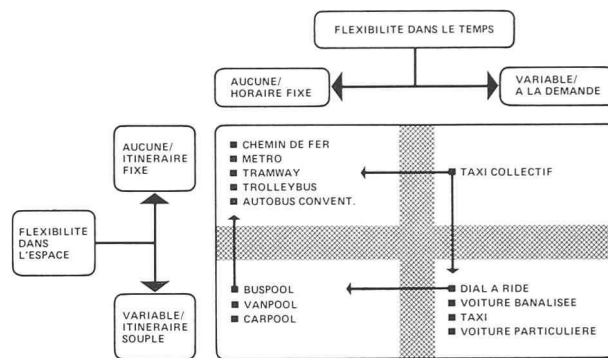 FLEXIBILITE DANS LE TEMPS
AUCUNE/
HORAIRE FIXE
VARIABLE/
A LA DEMANDE
AUCUNE/
ITINERAIRE
FIXE
FLEXIBILITE
DANS
L'ESPACE
VARIABLE/
ITINERAIRE
SOUPLE
CHEMIN DE FER
METRO
TRAMWAY
TROLLEYBUS
AUTOBUS CONVENT.
TAXI COLLECTIF
BUSPOOL
VANPOOL
CARPOOL
DIAL A RIDE
VOITURE BANALISEE
TAXI
VOITURE PARTICULIERE